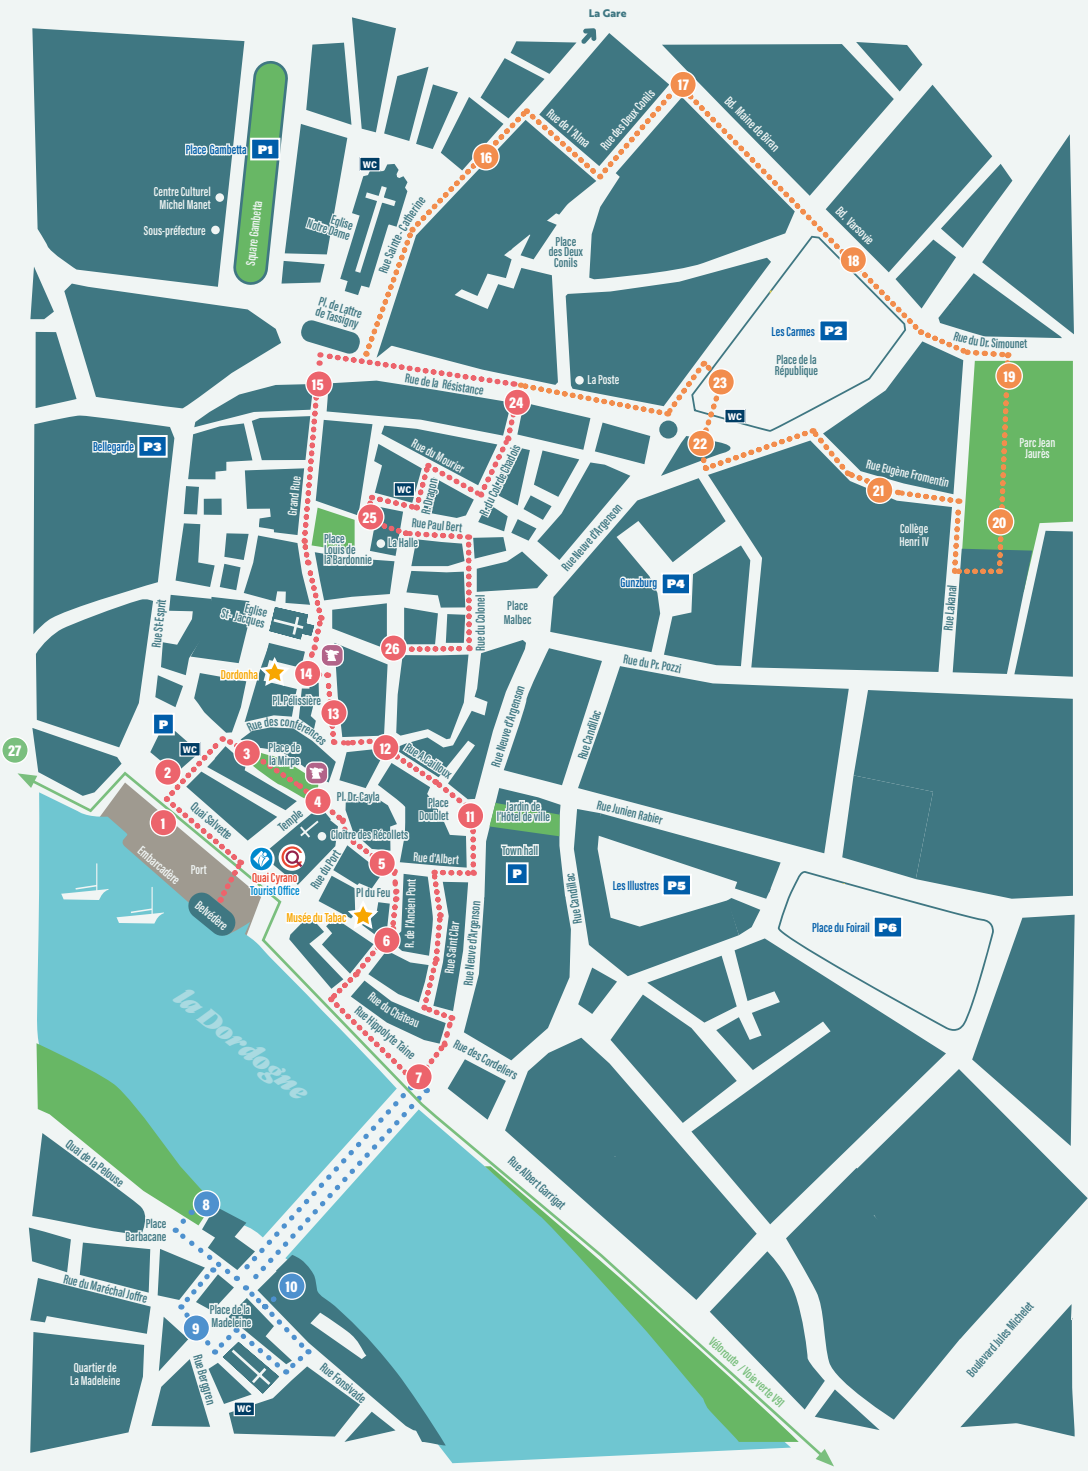 La Gare
17
Bd. Maine de Biran
Rue de l'Alma
Rue des Deux Conils
16
Place Gambetta
P1
WC
Centre Culturel
Michel Manet
Sous-préfecture
Square Gambetta
Eglise
Notre Dame
Rue Sainte-Catherine
Place
des Deux
Conils
Bd. Varsovie
18
Pl. de Lattre
de Tassigny
Les Carmes
P2
Place de la
République
Rue du Dr. Simounet
15
Rue de la Résistance
La Poste
23
19
24
WC
22
Bellegarde
P3
Rue du Mourier
Parc Jean
Jaurès
Rue Eugène Fromentin
WC
R. Dragon
R. du Col. de Chadois
21
Grand Rue
25
Rue Paul Bert
20
Place
Louis de
la Bardonnie
La Halle
Rue Neuve d'Argenson
Collège
Henri IV
Gunzburg
P4
Rue St-Esprit
Eglise
St-Jacques
Place
Malbec
Rue du Colonel
Rue Lakanal
26
Dordonha
14
Rue du Pr. Pozzi
Pl. Pélissière
13
P
Rue des conférences
27
WC
3
Place de
la Mirpe
12
Rue A. Cailloux
Rue Neuve d'Argenson
Rue Candillac
2
4
Pl. Dr. Cayla
Place
Doublet
11
Jardin de
l'Hôtel de ville
Rue Junien Rabier
1
Quai Salvette
Temple
Cloître des Récollets
Town hall
P
Embarcadère
Port
Rue du Port
5
Rue d'Albert
Quai Cyrano
Tourist Office
Les Illustres
P5
Belvédère
Pl du Feu
Musée du Tabac
R. de l'Ancien Pont
Rue Saint Clar
Rue Neuve d'Argenson
Rue Candillac
Place du Foirail
P6
6
la Dordogne
Rue du Château
Rue Hippolyte Taine
Rue des Cordeliers
7
Quai de la Pelouse
Rue Albert Garrigat
8
Place
Barbacane
Rue du Maréchal Joffre
10
Place de la
Madeleine
9
Quartier de
La Madeleine
Rue Berggren
Rue Fonsivade
WC
Véloroute / Voie verte V91
Boulevard Jules Michelet